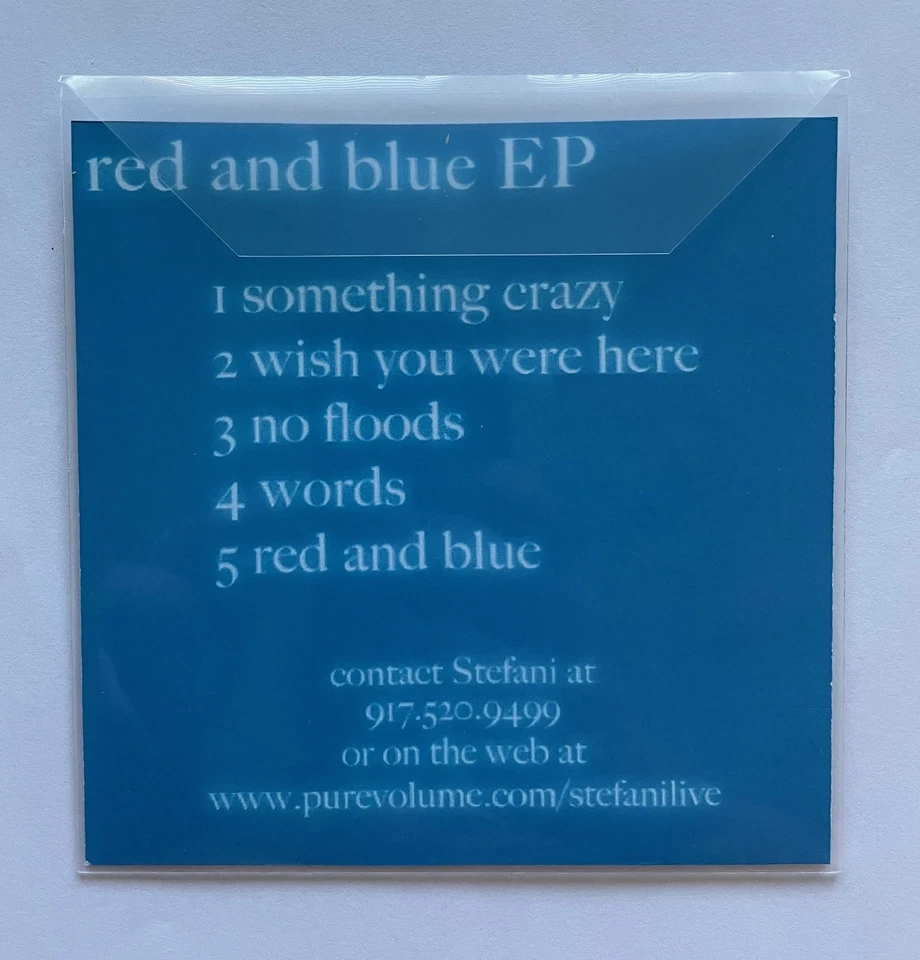 red and blue EP
1 something crazy
2 wish you were here
3 no floods
4 words
5 red and blue
contact Stefani at
917.520.9499
or on the web at
www.purevolume.com/stefanilive